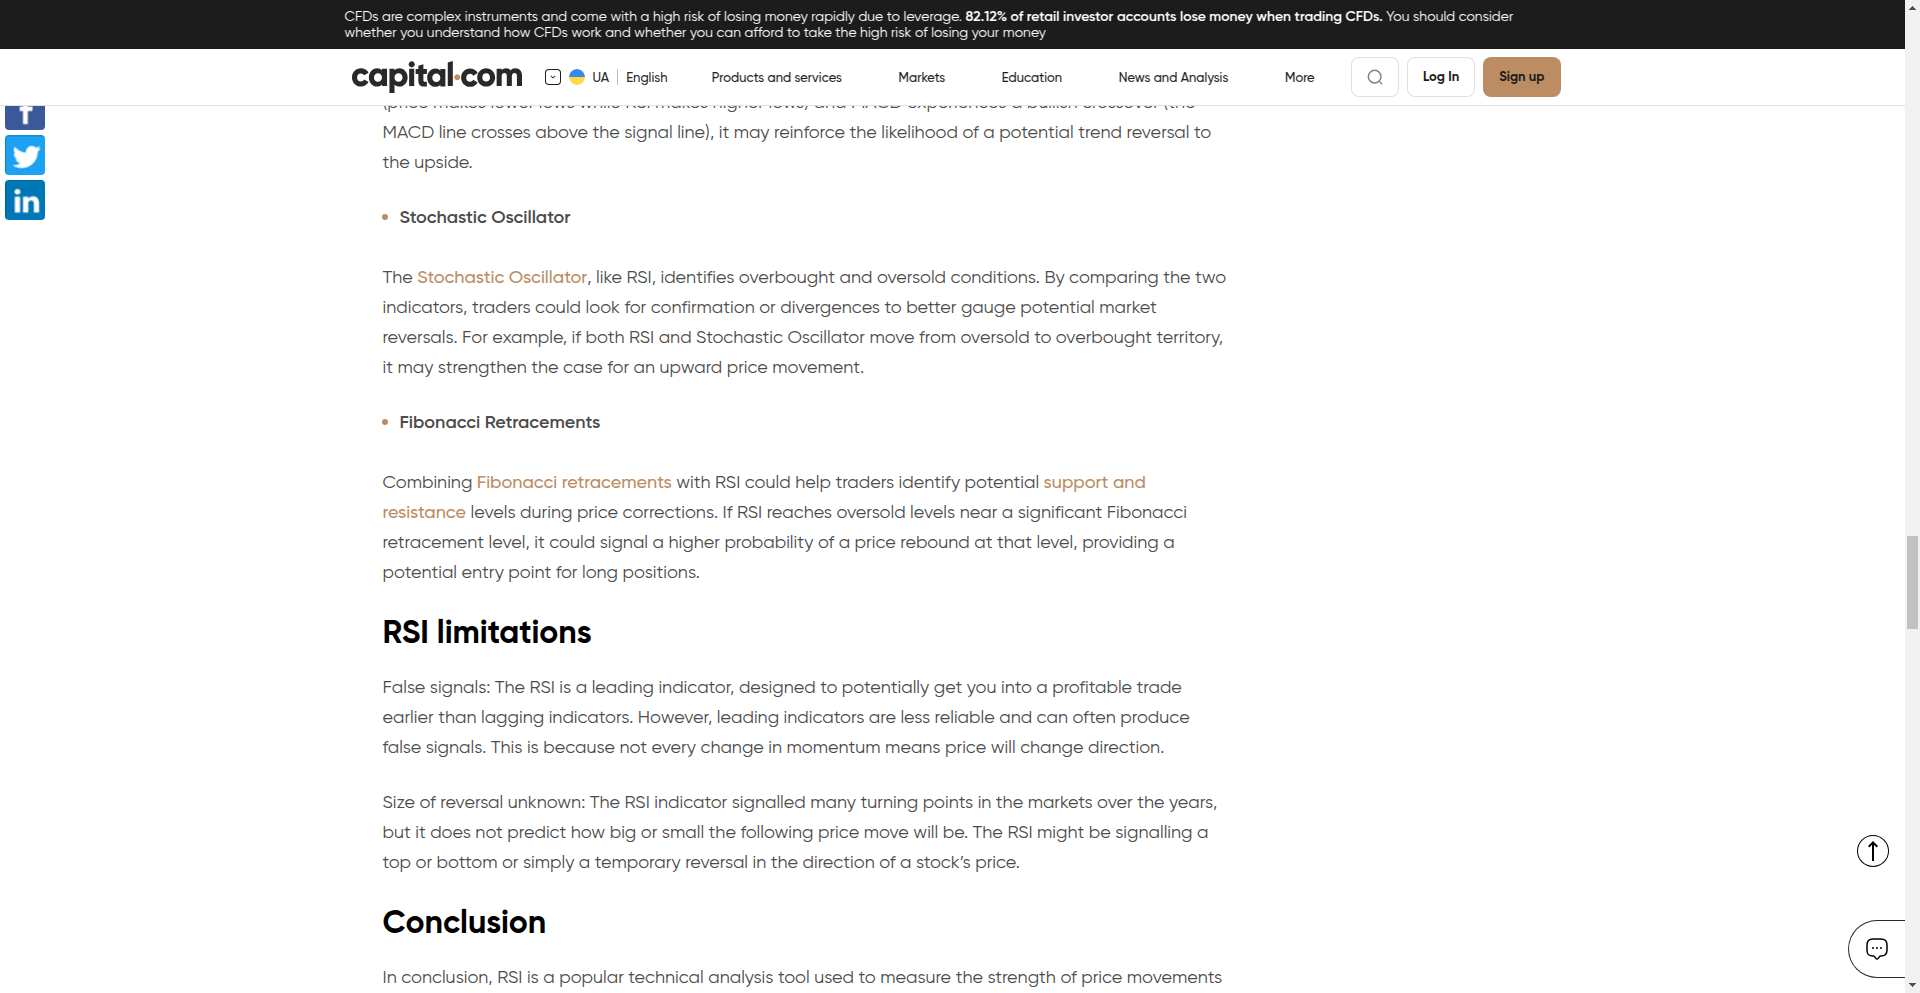 CFDs are complex instruments and come with a high risk of losing money rapidly due to leverage. 82.12% of retail investor accounts lose money when trading CFDs. You should consider
whether you understand how CFDs work and whether you can afford to take the high risk of losing your money
capital.com
UA
English
Products and services
Markets
Education
News and Analysis
More
Log In
Sign up
(price makes lower lows while RSI makes higher lows) and MACD experiences a bullish crossover (the
MACD line crosses above the signal line), it may reinforce the likelihood of a potential trend reversal to
the upside.
Stochastic Oscillator
The Stochastic Oscillator, like RSI, identifies overbought and oversold conditions. By comparing the two
indicators, traders could look for confirmation or divergences to better gauge potential market
reversals. For example, if both RSI and Stochastic Oscillator move from oversold to overbought territory,
it may strengthen the case for an upward price movement.
Fibonacci Retracements
Combining Fibonacci retracements with RSI could help traders identify potential support and
resistance levels during price corrections. If RSI reaches oversold levels near a significant Fibonacci
retracement level, it could signal a higher probability of a price rebound at that level, providing a
potential entry point for long positions.
RSI limitations
False signals: The RSI is a leading indicator, designed to potentially get you into a profitable trade
earlier than lagging indicators. However, leading indicators are less reliable and can often produce
false signals. This is because not every change in momentum means price will change direction.
Size of reversal unknown: The RSI indicator signalled many turning points in the markets over the years,
but it does not predict how big or small the following price move will be. The RSI might be signalling a
top or bottom or simply a temporary reversal in the direction of a stock’s price.
Conclusion
In conclusion, RSI is a popular technical analysis tool used to measure the strength of price movements